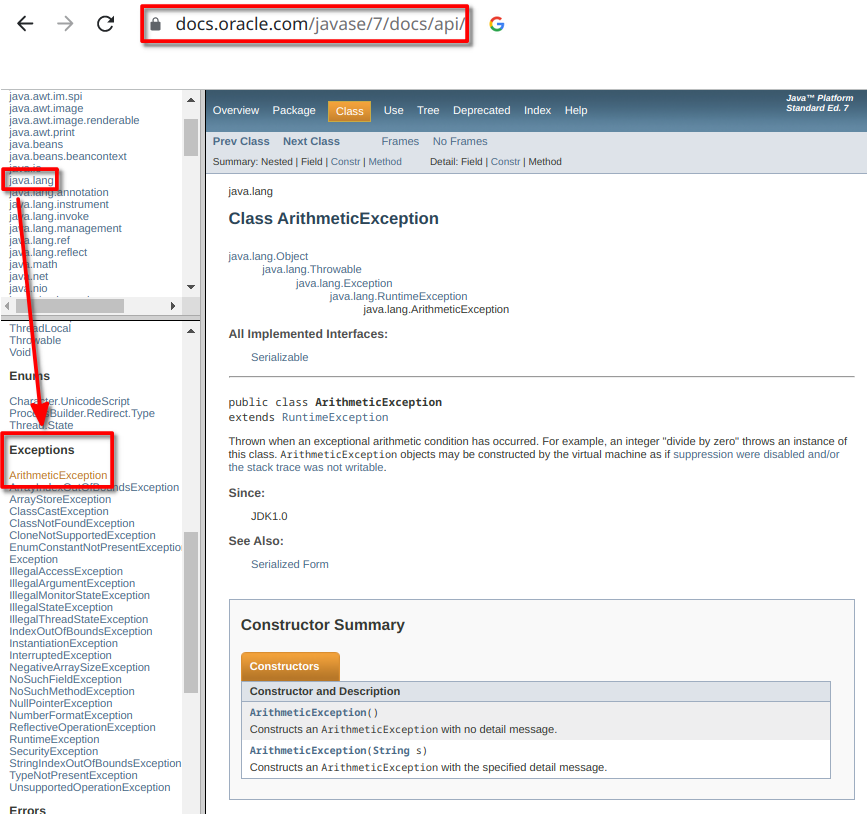 docs.oracle.com/javase/7/docs/api/
java.awt.im.spi
java.awt.image
java.awt.image.renderable
java.awt.print
java.beans
java.beans.beancontext
java.io
java.lang
java.lang.annotation
java.lang.instrument
java.lang.invoke
java.lang.management
java.lang.ref
java.lang.reflect
java.math
java.net
java.nio
ThreadLocal
Throwable
Void
Enums
Character.UnicodeScript
ProcessBuilder.Redirect.Type
Thread.State
Exceptions
ArithmeticException
ArrayIndexOutOfBoundsException
ArrayStoreException
ClassCastException
ClassNotFoundException
CloneNotSupportedException
EnumConstantNotPresentExceptio
Exception
IllegalAccessException
IllegalArgumentException
IllegalMonitorStateException
IllegalStateException
IllegalThreadStateException
IndexOutOfBoundsException
InstantiationException
InterruptedException
NegativeArraySizeException
NoSuchFieldException
NoSuchMethodException
NullPointerException
NumberFormatException
ReflectiveOperationException
RuntimeException
SecurityException
StringIndexOutOfBoundsException
TypeNotPresentException
UnsupportedOperationException
Errors
Overview Package Class Use Tree Deprecated Index Help
Java™ Platform
Standard Ed. 7
Prev Class Next Class Frames No Frames
Summary: Nested | Field | Constr | Method Detail: Field | Constr | Method
java.lang
Class ArithmeticException
java.lang.Object
java.lang.Throwable
java.lang.Exception
java.lang.RuntimeException
java.lang.ArithmeticException
All Implemented Interfaces:
Serializable
public class ArithmeticException
extends RuntimeException
Thrown when an exceptional arithmetic condition has occurred. For example, an integer "divide by zero" throws an instance of
this class. ArithmeticException objects may be constructed by the virtual machine as if suppression were disabled and/or
the stack trace was not writable.
Since:
JDK1.0
See Also:
Serialized Form
Constructor Summary
Constructors
Constructor and Description
ArithmeticException()
Constructs an ArithmeticException with no detail message.
ArithmeticException(String s)
Constructs an ArithmeticException with the specified detail message.